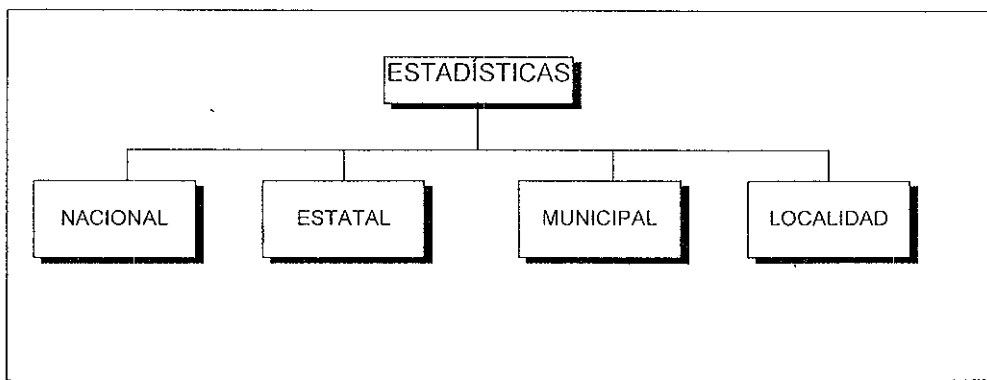 ESTADÍSTICAS
NACIONAL
ESTATAL
MUNICIPAL
LOCALIDAD